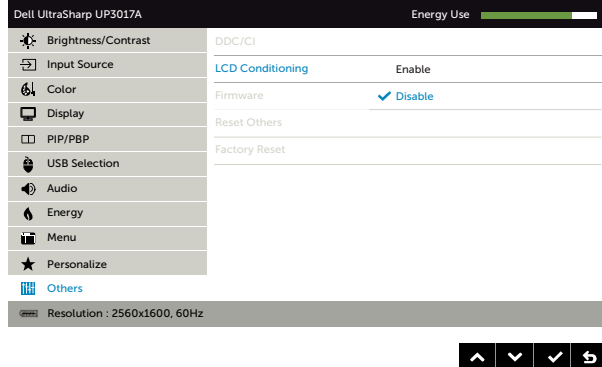 Dell UltraSharp UP3017A Energy Use
Brightness/Contrast DDC/CI
Input Source LCD Conditioning Enable
Color Firmware Disable
Display Reset Others
PIP/PBP Factory Reset
USB Selection
Audio
Energy
Menu
Personalize
Others
Resolution : 2560x1600, 60Hz